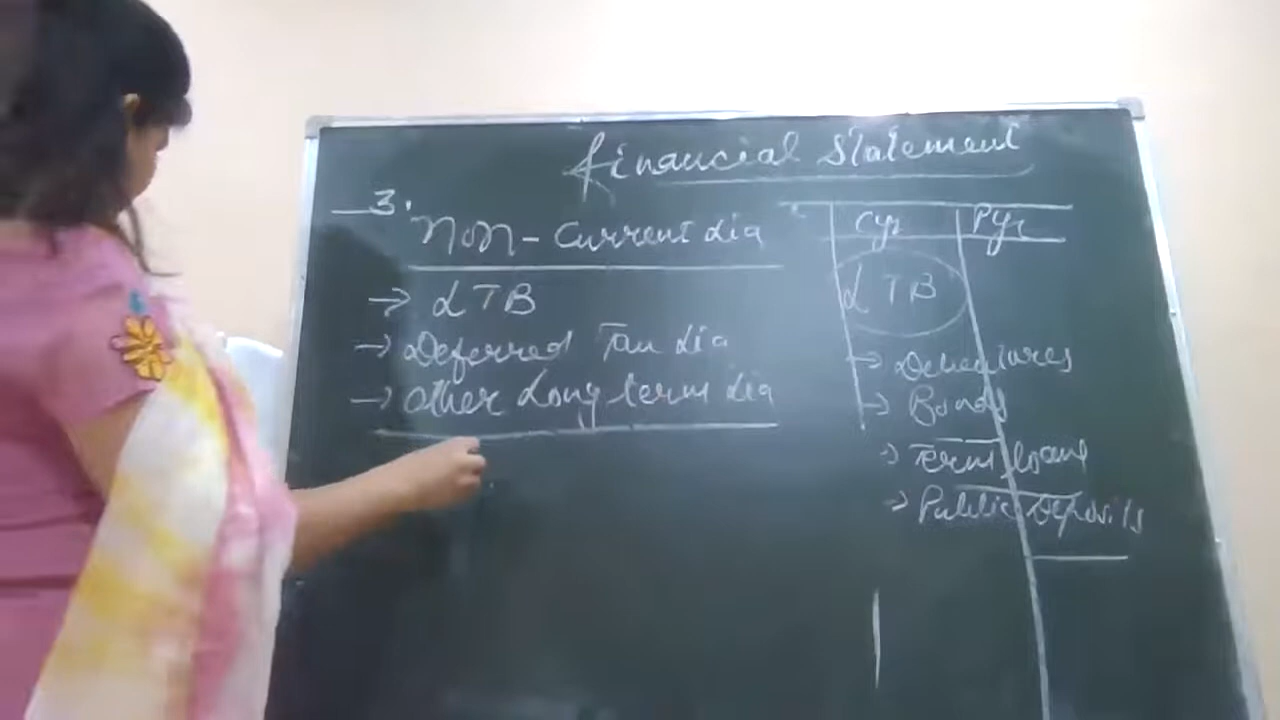 Financial Statement
3.
Non-Current Lia
→ LTB
→ Deferred Tax Lia
→ Other Long term Lia
Cyr Pyr
LTB
→ Debentures
→ Bonds
→ Term loans
→ Public Deposits